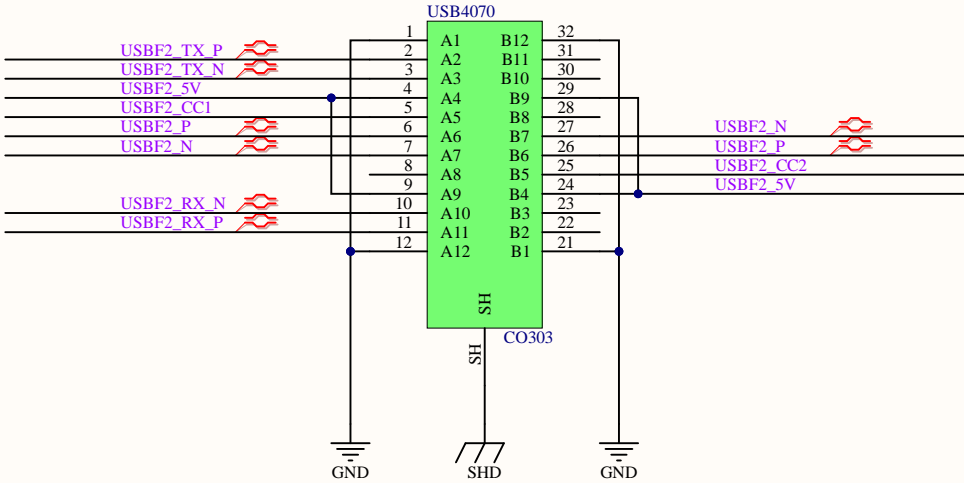 USB4070
1 A1 B12 32
USBF2_TX_P 2 A2 B11 31
USBF2_TX_N 3 A3 B10 30
USBF2_5V 4 A4 B9 29
USBF2_CC1 5 A5 B8 28
USBF2_P 6 A6 B7 27 USBF2_N
USBF2_N 7 A7 B6 26 USBF2_P
8 A8 B5 25 USBF2_CC2
9 A9 B4 24 USBF2_5V
USBF2_RX_N 10 A10 B3 23
USBF2_RX_P 11 A11 B2 22
12 A12 B1 21
SH
CO303
SH
GND SHD GND